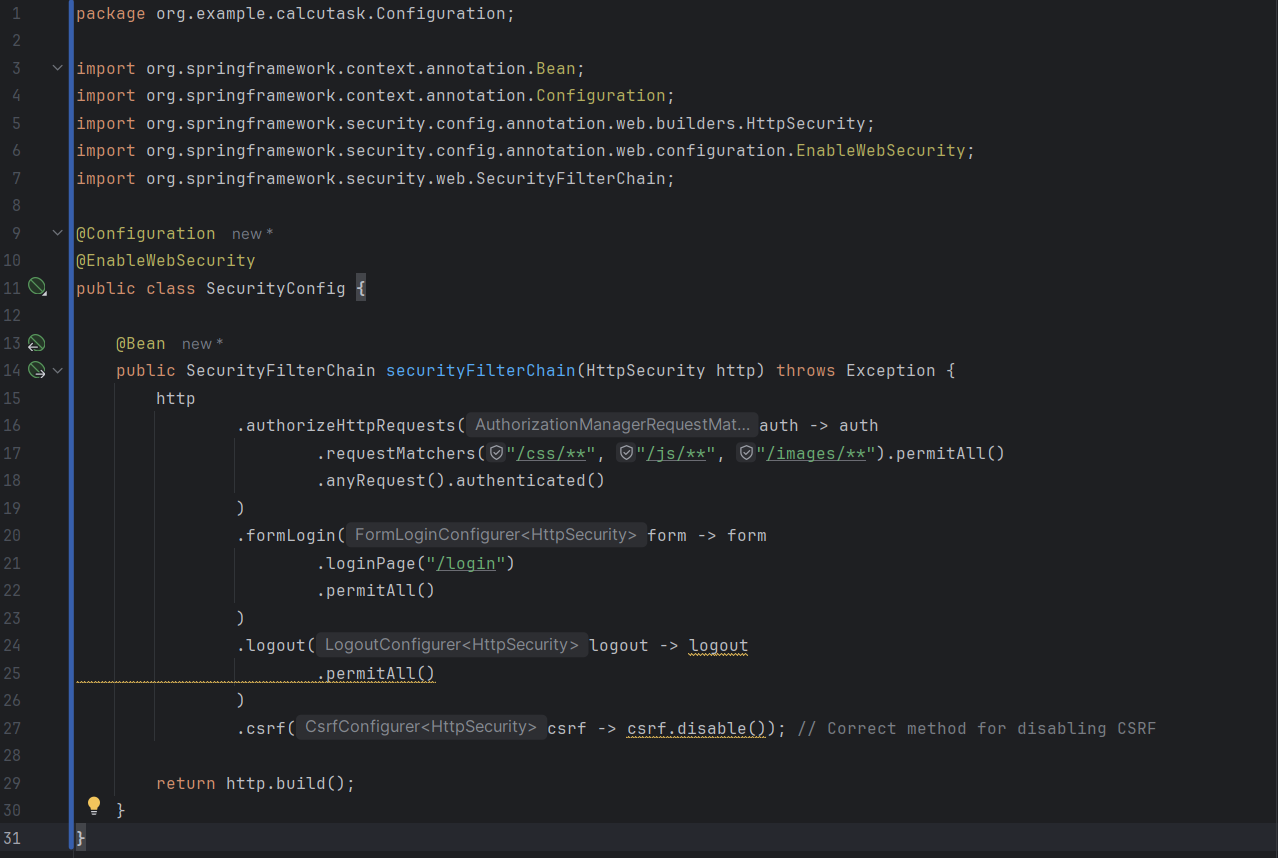 1 package org.example.calcutask.Configuration;
2
3 import org.springframework.context.annotation.Bean;
4 import org.springframework.context.annotation.Configuration;
5 import org.springframework.security.config.annotation.web.builders.HttpSecurity;
6 import org.springframework.security.config.annotation.web.configuration.EnableWebSecurity;
7 import org.springframework.security.web.SecurityFilterChain;
8
9 @Configuration new *
10 @EnableWebSecurity
11 public class SecurityConfig {
12
13 @Bean new *
14 public SecurityFilterChain securityFilterChain(HttpSecurity http) throws Exception {
15 http
16 .authorizeHttpRequests( AuthorizationManagerRequestMat... auth -> auth
17 .requestMatchers("/css/**", "/js/**", "/images/**").permitAll()
18 .anyRequest().authenticated()
19 )
20 .formLogin( FormLoginConfigurer<HttpSecurity> form -> form
21 .loginPage("/login")
22 .permitAll()
23 )
24 .logout( LogoutConfigurer<HttpSecurity> logout -> logout
25 .permitAll()
26 )
27 .csrf( CsrfConfigurer<HttpSecurity> csrf -> csrf.disable()); // Correct method for disabling CSRF
28
29 return http.build();
30 }
31 }